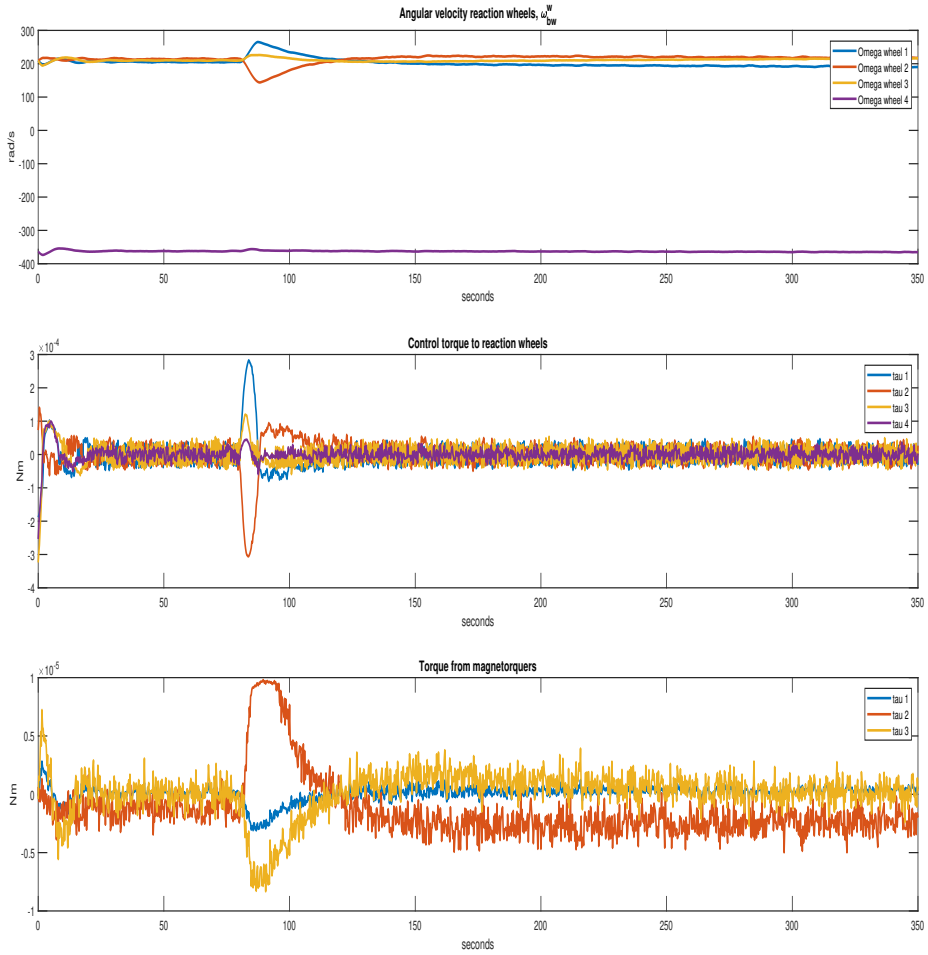 Angular velocity reaction wheels, ω^w_bw
300
200
100
0
-100
-200
-300
-400
rad/s
0 50 100 150 200 250 300 350
seconds
Omega wheel 1
Omega wheel 2
Omega wheel 3
Omega wheel 4
Control torque to reaction wheels
×10^-4
3
2
1
0
-1
-2
-3
-4
Nm
0 50 100 150 200 250 300 350
seconds
tau 1
tau 2
tau 3
tau 4
Torque from magnetorquers
×10^-5
1
0.5
0
-0.5
-1
Nm
0 50 100 150 200 250 300 350
seconds
tau 1
tau 2
tau 3